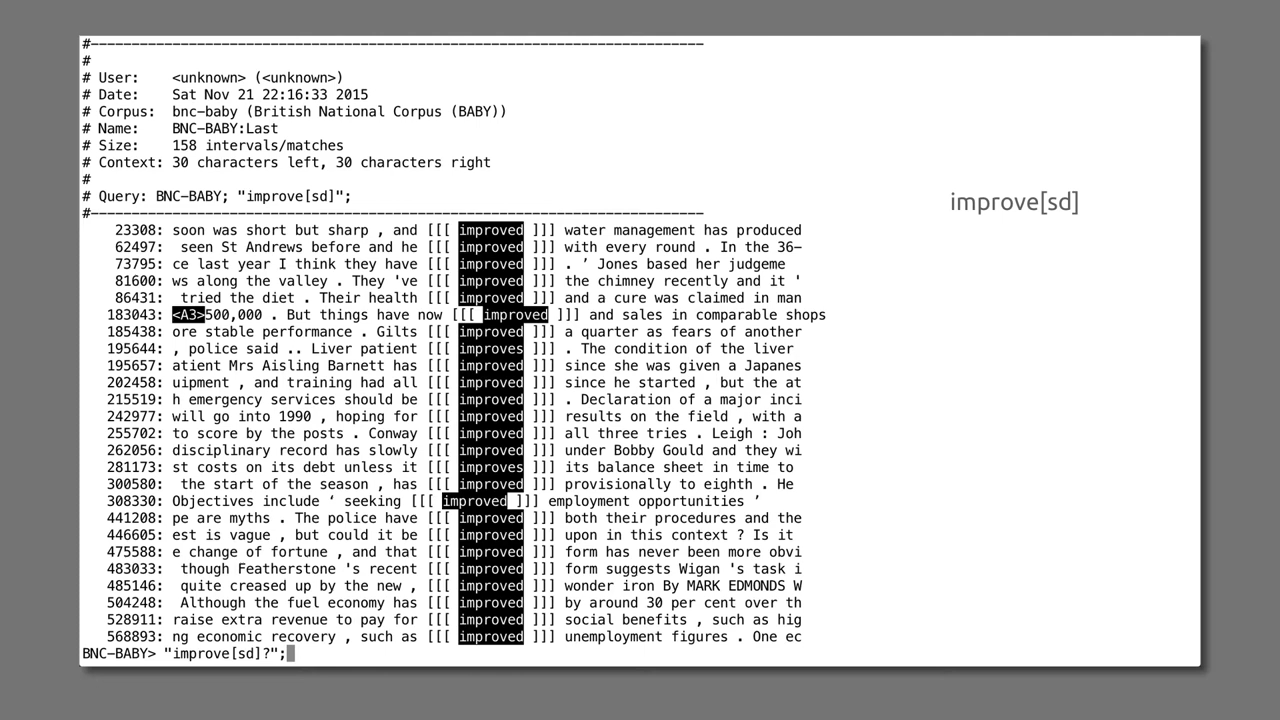 #---------------------------------------------------------------------------
#
# User:    <unknown> (<unknown>)
# Date:    Sat Nov 21 22:16:33 2015
# Corpus:  bnc-baby (British National Corpus (BABY))
# Name:    BNC-BABY:Last
# Size:    158 intervals/matches
# Context: 30 characters left, 30 characters right
#
# Query: BNC-BABY; "improve[sd]";
improve[sd]
#---------------------------------------------------------------------------
23308: soon was short but sharp , and [[[ improved ]]] water management has produced
62497:  seen St Andrews before and he [[[ improved ]]] with every round . In the 36-
73795: ce last year I think they have [[[ improved ]]] . ’ Jones based her judgeme
81600: ws along the valley . They 've [[[ improved ]]] the chimney recently and it '
86431:  tried the diet . Their health [[[ improved ]]] and a cure was claimed in man
183043: <A3>500,000 . But things have now [[[ improved ]]] and sales in comparable shops
185438: ore stable performance . Gilts [[[ improved ]]] a quarter as fears of another
195644: , police said .. Liver patient [[[ improves ]]] . The condition of the liver
195657: atient Mrs Aisling Barnett has [[[ improved ]]] since she was given a Japanes
202458: uipment , and training had all [[[ improved ]]] since he started , but the at
215519: h emergency services should be [[[ improved ]]] . Declaration of a major inci
242977: will go into 1990 , hoping for [[[ improved ]]] results on the field , with a
255702: to score by the posts . Conway [[[ improved ]]] all three tries . Leigh : Joh
262056: disciplinary record has slowly [[[ improved ]]] under Bobby Gould and they wi
281173: st costs on its debt unless it [[[ improves ]]] its balance sheet in time to
300580:  the start of the season , has [[[ improved ]]] provisionally to eighth . He
308330: Objectives include ‘ seeking [[[ improved ]]] employment opportunities ’
441208: pe are myths . The police have [[[ improved ]]] both their procedures and the
446605: est is vague , but could it be [[[ improved ]]] upon in this context ? Is it
475588: e change of fortune , and that [[[ improved ]]] form has never been more obvi
483033:  though Featherstone 's recent [[[ improved ]]] form suggests Wigan 's task i
485146:  quite creased up by the new , [[[ improved ]]] wonder iron By MARK EDMONDS W
504248:  Although the fuel economy has [[[ improved ]]] by around 30 per cent over th
528911: raise extra revenue to pay for [[[ improved ]]] social benefits , such as hig
568893: ng economic recovery , such as [[[ improved ]]] unemployment figures . One ec
BNC-BABY> "improve[sd]?";